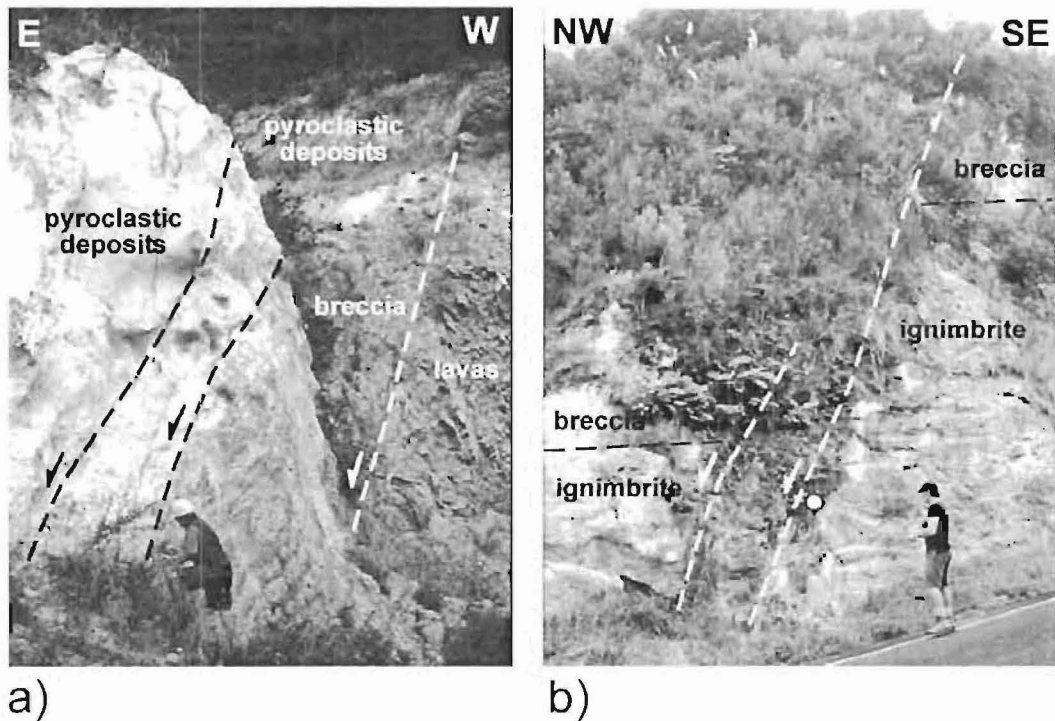 E
W
pyroclastic
deposits
pyroclastic
deposits
breccia
lavas
a)
NW
SE
breccia
ignimbrite
breccia
ignimbrite
b)